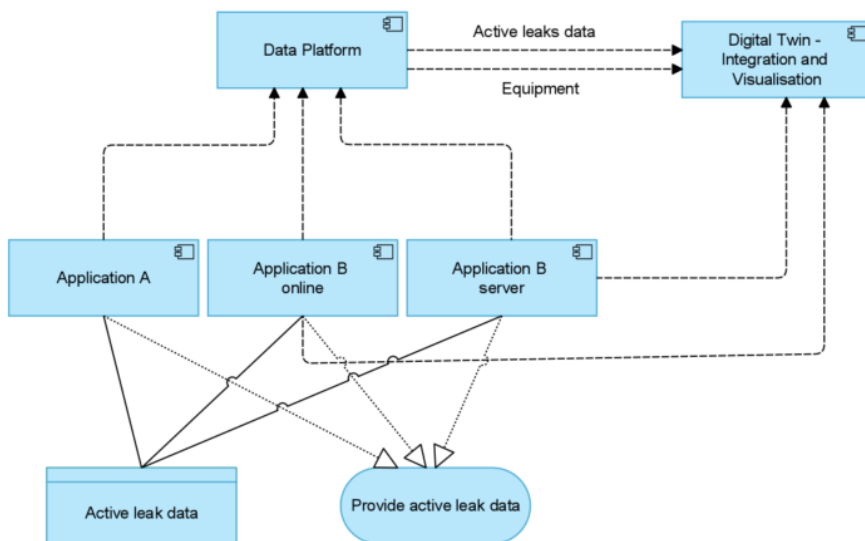 Data Platform
Active leaks data
Equipment
Digital Twin -
Integration and
Visualisation
Application A
Application B
online
Application B
server
Active leak data
Provide active leak data